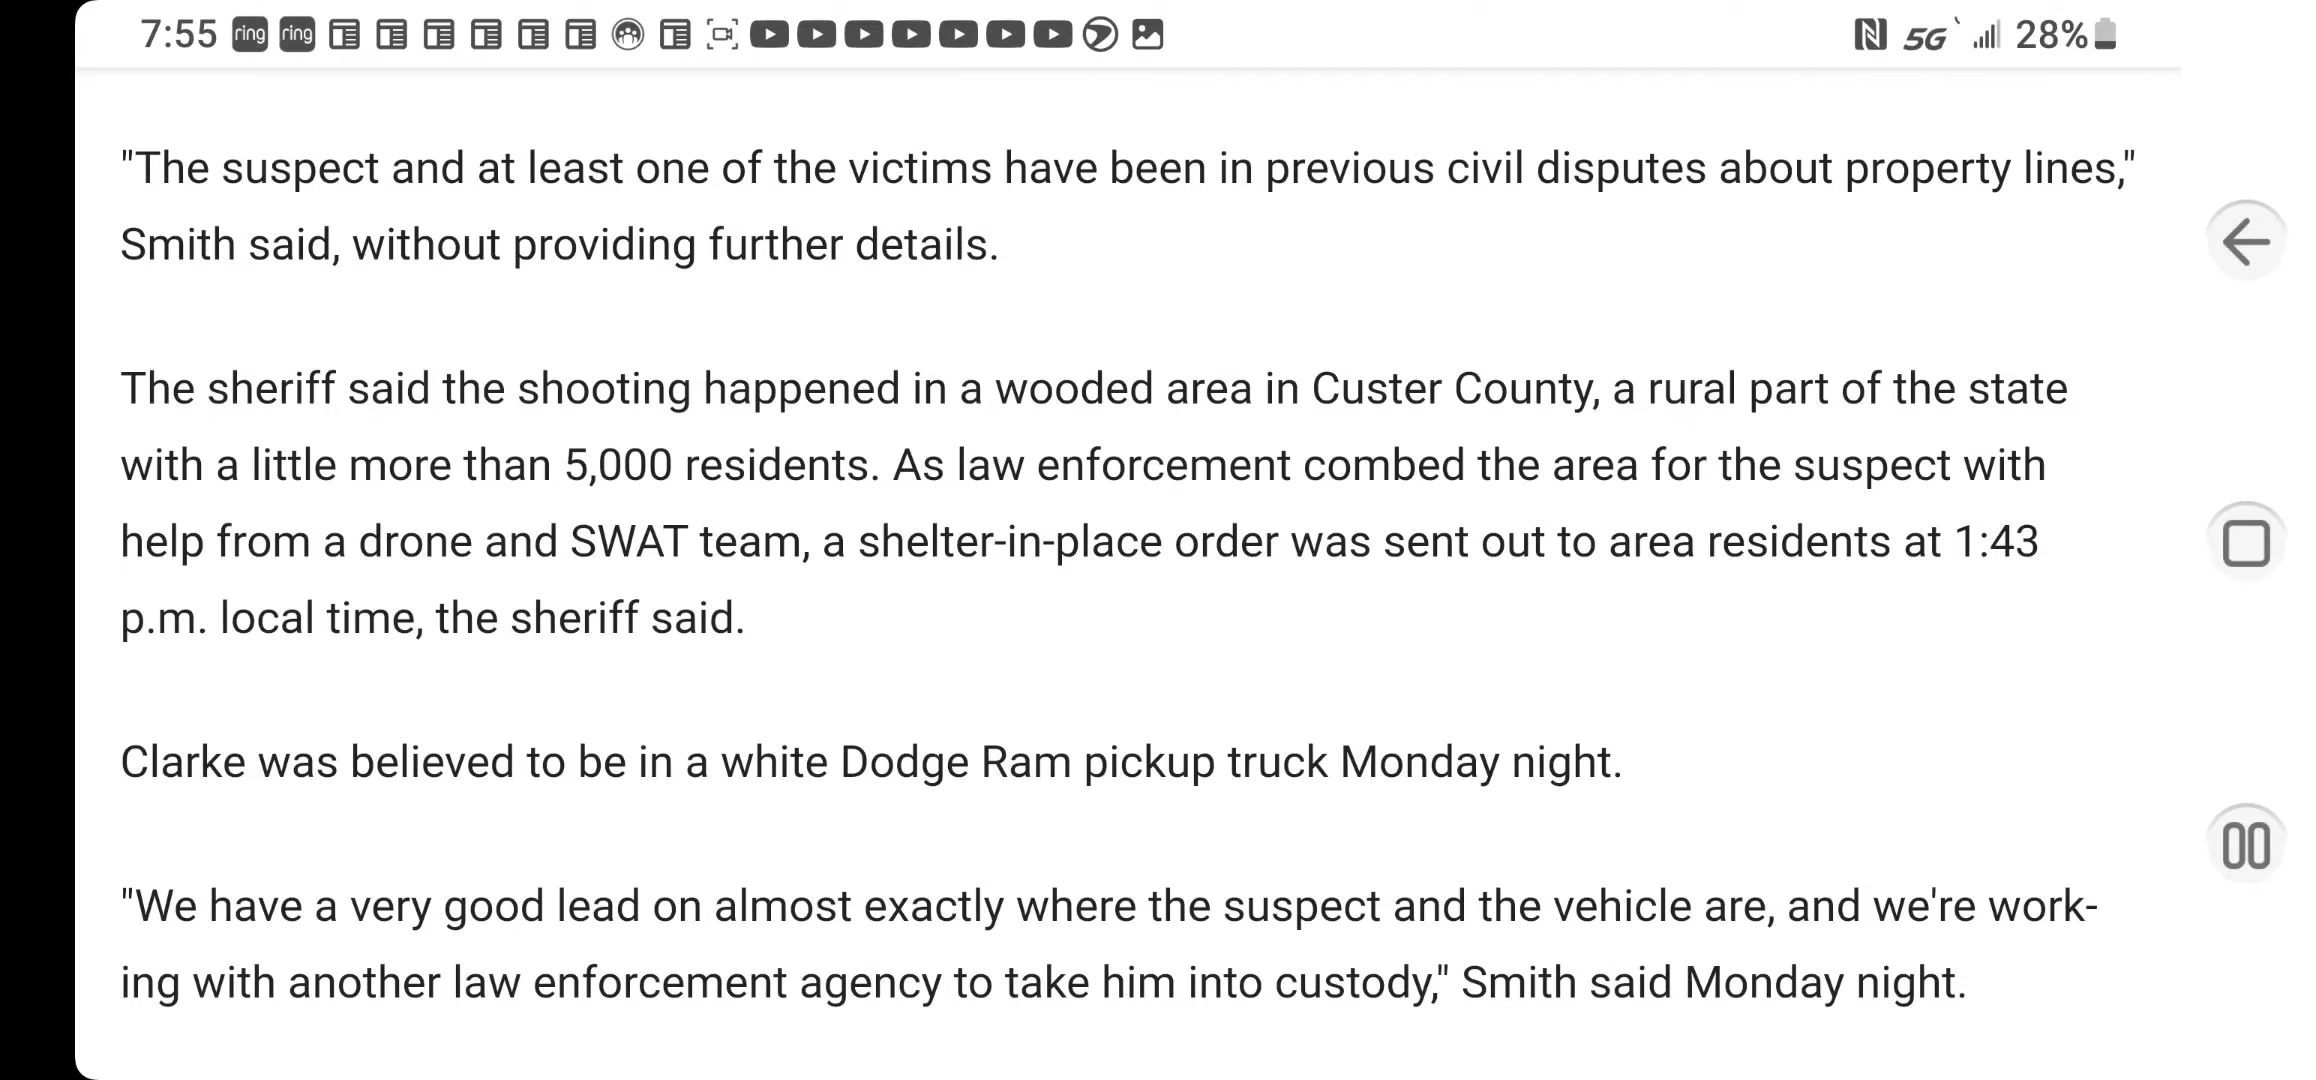 7:55 ring ring 5G 28%
"The suspect and at least one of the victims have been in previous civil disputes about property lines,"
Smith said, without providing further details.
The sheriff said the shooting happened in a wooded area in Custer County, a rural part of the state
with a little more than 5,000 residents. As law enforcement combed the area for the suspect with
help from a drone and SWAT team, a shelter-in-place order was sent out to area residents at 1:43
p.m. local time, the sheriff said.
Clarke was believed to be in a white Dodge Ram pickup truck Monday night.
"We have a very good lead on almost exactly where the suspect and the vehicle are, and we're work-
ing with another law enforcement agency to take him into custody," Smith said Monday night.